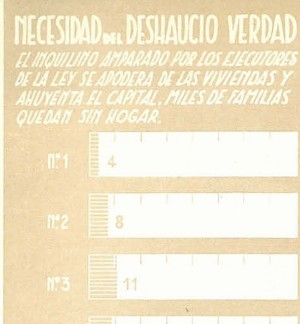 NECESIDAD DEL DESHAUCIO VERDAD
EL INQUILINO AMPARADO POR LOS EJECUTORES
DE LA LEY SE APODERA DE LAS VIVIENDAS Y
AHUYENTA EL CAPITAL. MILES DE FAMILIAS
QUEDAN SIN HOGAR.
Nº1 4
Nº2 8
Nº3 11